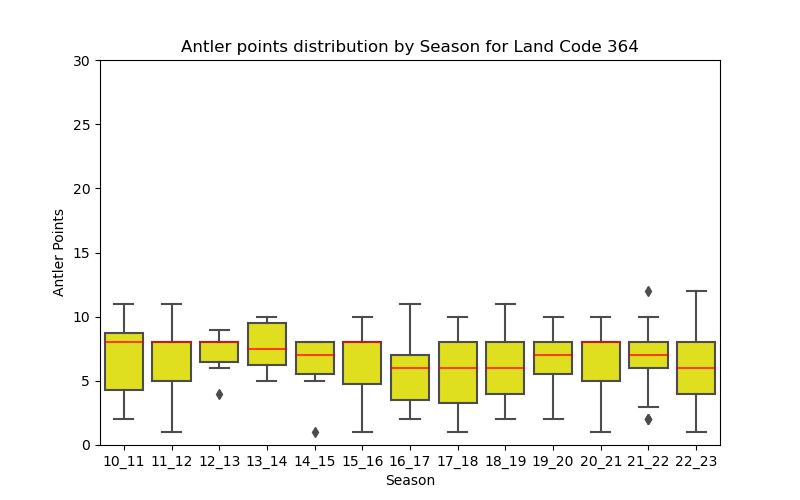 Antler points distribution by Season for Land Code 364
30
25
20
15
10
5
0
Antler Points
10_11 11_12 12_13 13_14 14_15 15_16 16_17 17_18 18_19 19_20 20_21 21_22 22_23
Season